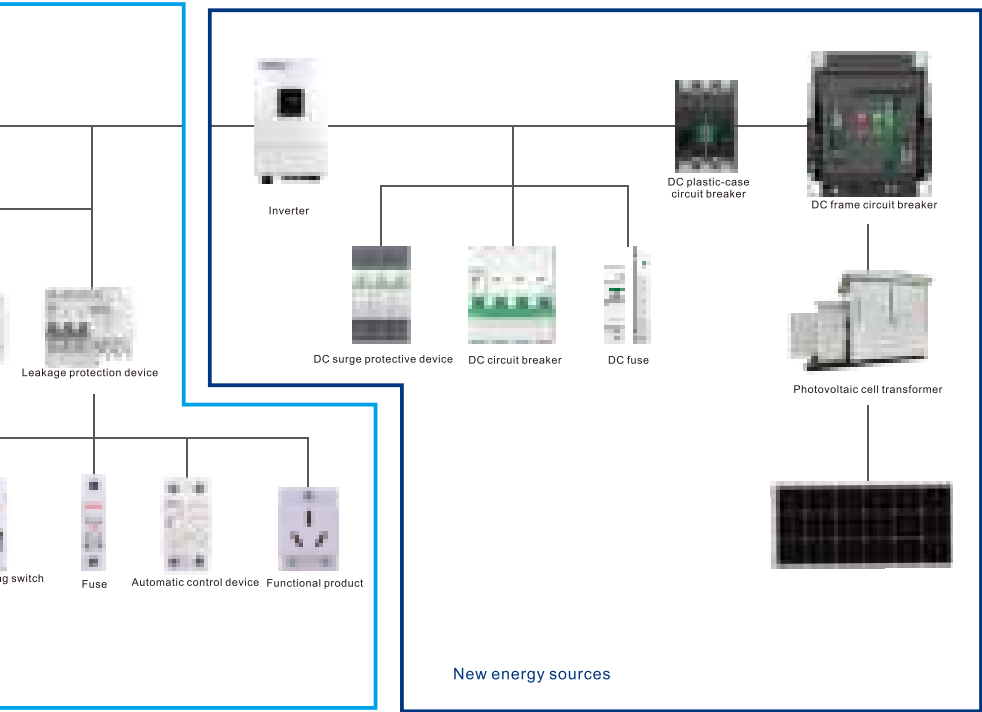 DC plastic-case
circuit breaker
DC frame circuit breaker
Inverter
DC surge protective device
DC circuit breaker
DC fuse
Leakage protection device
Photovoltaic cell transformer
switch
Fuse
Automatic control device
Functional product
New energy sources